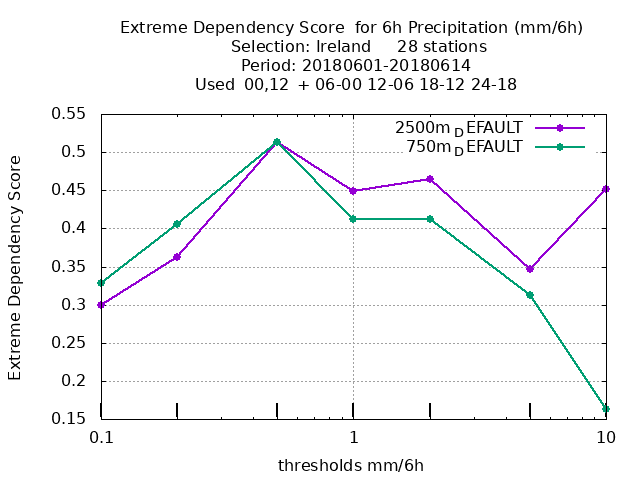 Extreme Dependency Score  for 6h Precipitation (mm/6h)
Selection: Ireland     28 stations
Period: 20180601-20180614
Used  00,12  + 06-00 12-06 18-12 24-18
2500m_DEFAULT
750m_DEFAULT
Extreme Dependency Score
0.55
0.5
0.45
0.4
0.35
0.3
0.25
0.2
0.15
0.1 1 10
thresholds mm/6h